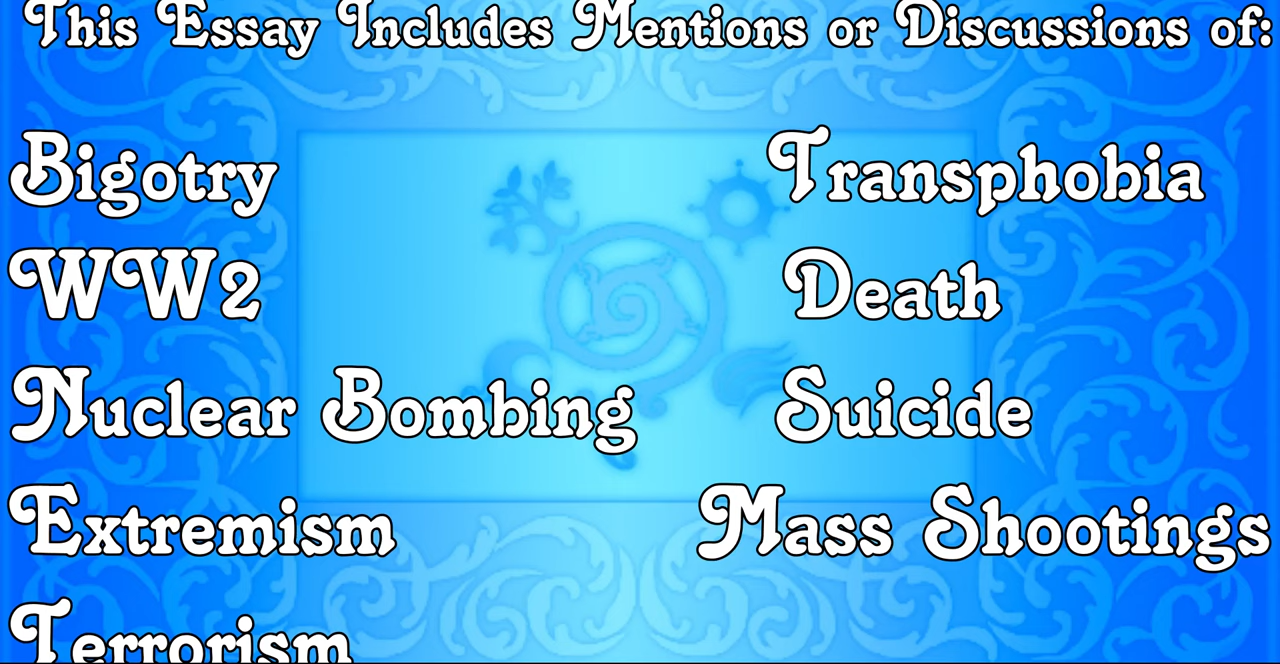 This Essay Includes Mentions or Discussions of:
Bigotry
WW2
Nuclear Bombing
Extremism
Terrorism
Transphobia
Death
Suicide
Mass Shootings